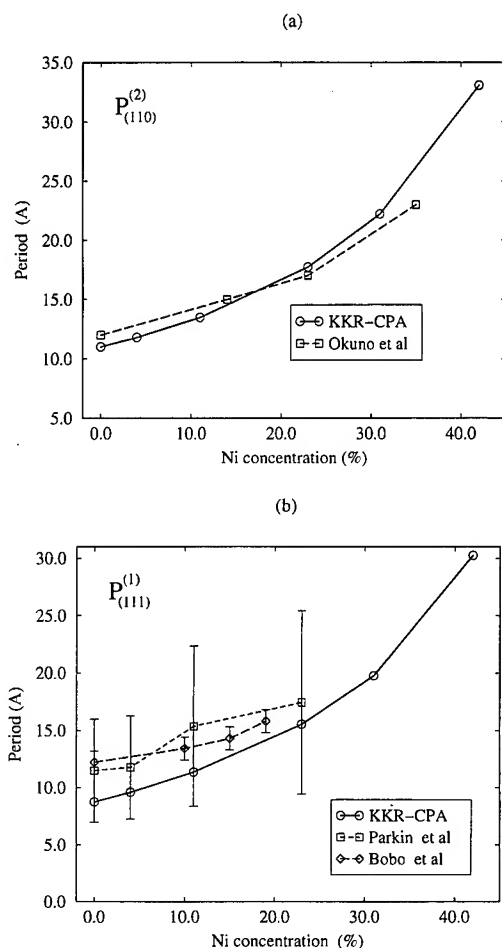 (a)
35.0
P(110)(2)
30.0
25.0
Period (A)
20.0
15.0
KKR−CPA
Okuno et al
10.0
5.0
0.0 10.0 20.0 30.0 40.0
Ni concentration (%)
(b)
30.0
P(111)(1)
25.0
20.0
Period (A)
15.0
10.0
KKR−CPA
5.0
Parkin et al
Bobo et al
0.0
0.0 10.0 20.0 30.0 40.0
Ni concentration (%)